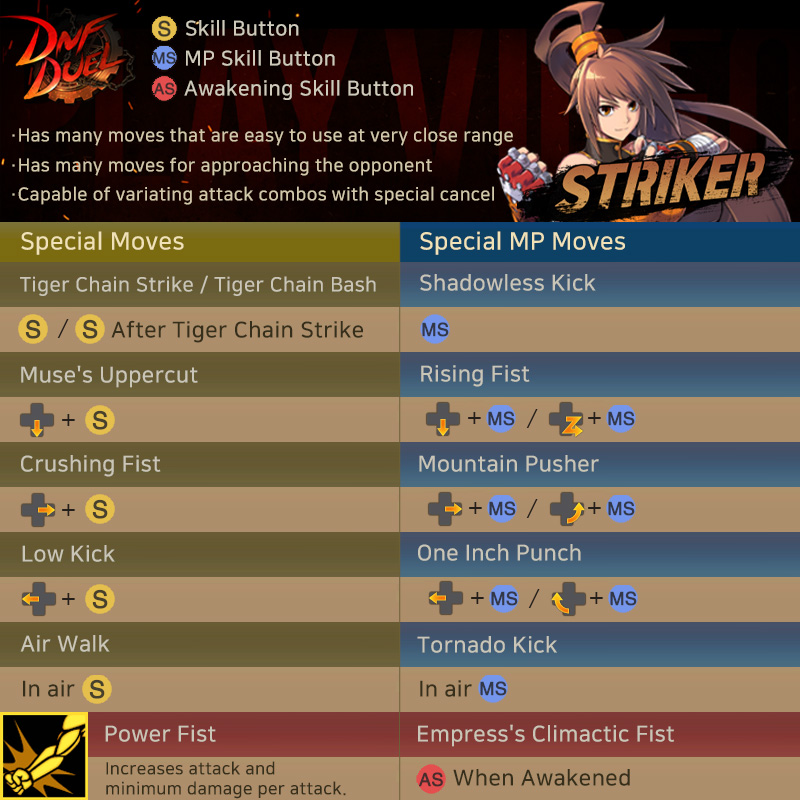 DNF DUEL
S Skill Button
MS MP Skill Button
AS Awakening Skill Button
·Has many moves that are easy to use at very close range
·Has many moves for approaching the opponent
·Capable of variating attack combos with special cancel
STRIKER
Special Moves
Tiger Chain Strike / Tiger Chain Bash
S / S After Tiger Chain Strike
Muse's Uppercut
+ S
Crushing Fist
+ S
Low Kick
+ S
Air Walk
In air S
Power Fist
Increases attack and
minimum damage per attack.
Special MP Moves
Shadowless Kick
MS
Rising Fist
+ MS / + MS
Mountain Pusher
+ MS / + MS
One Inch Punch
+ MS / + MS
Tornado Kick
In air MS
Empress's Climactic Fist
AS When Awakened